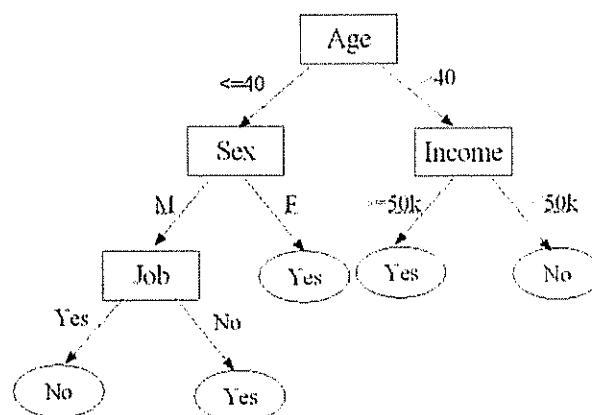 Age
<=40
40
Sex
Income
M
F
>=50k
50k
Job
Yes
Yes
No
Yes
No
No
Yes